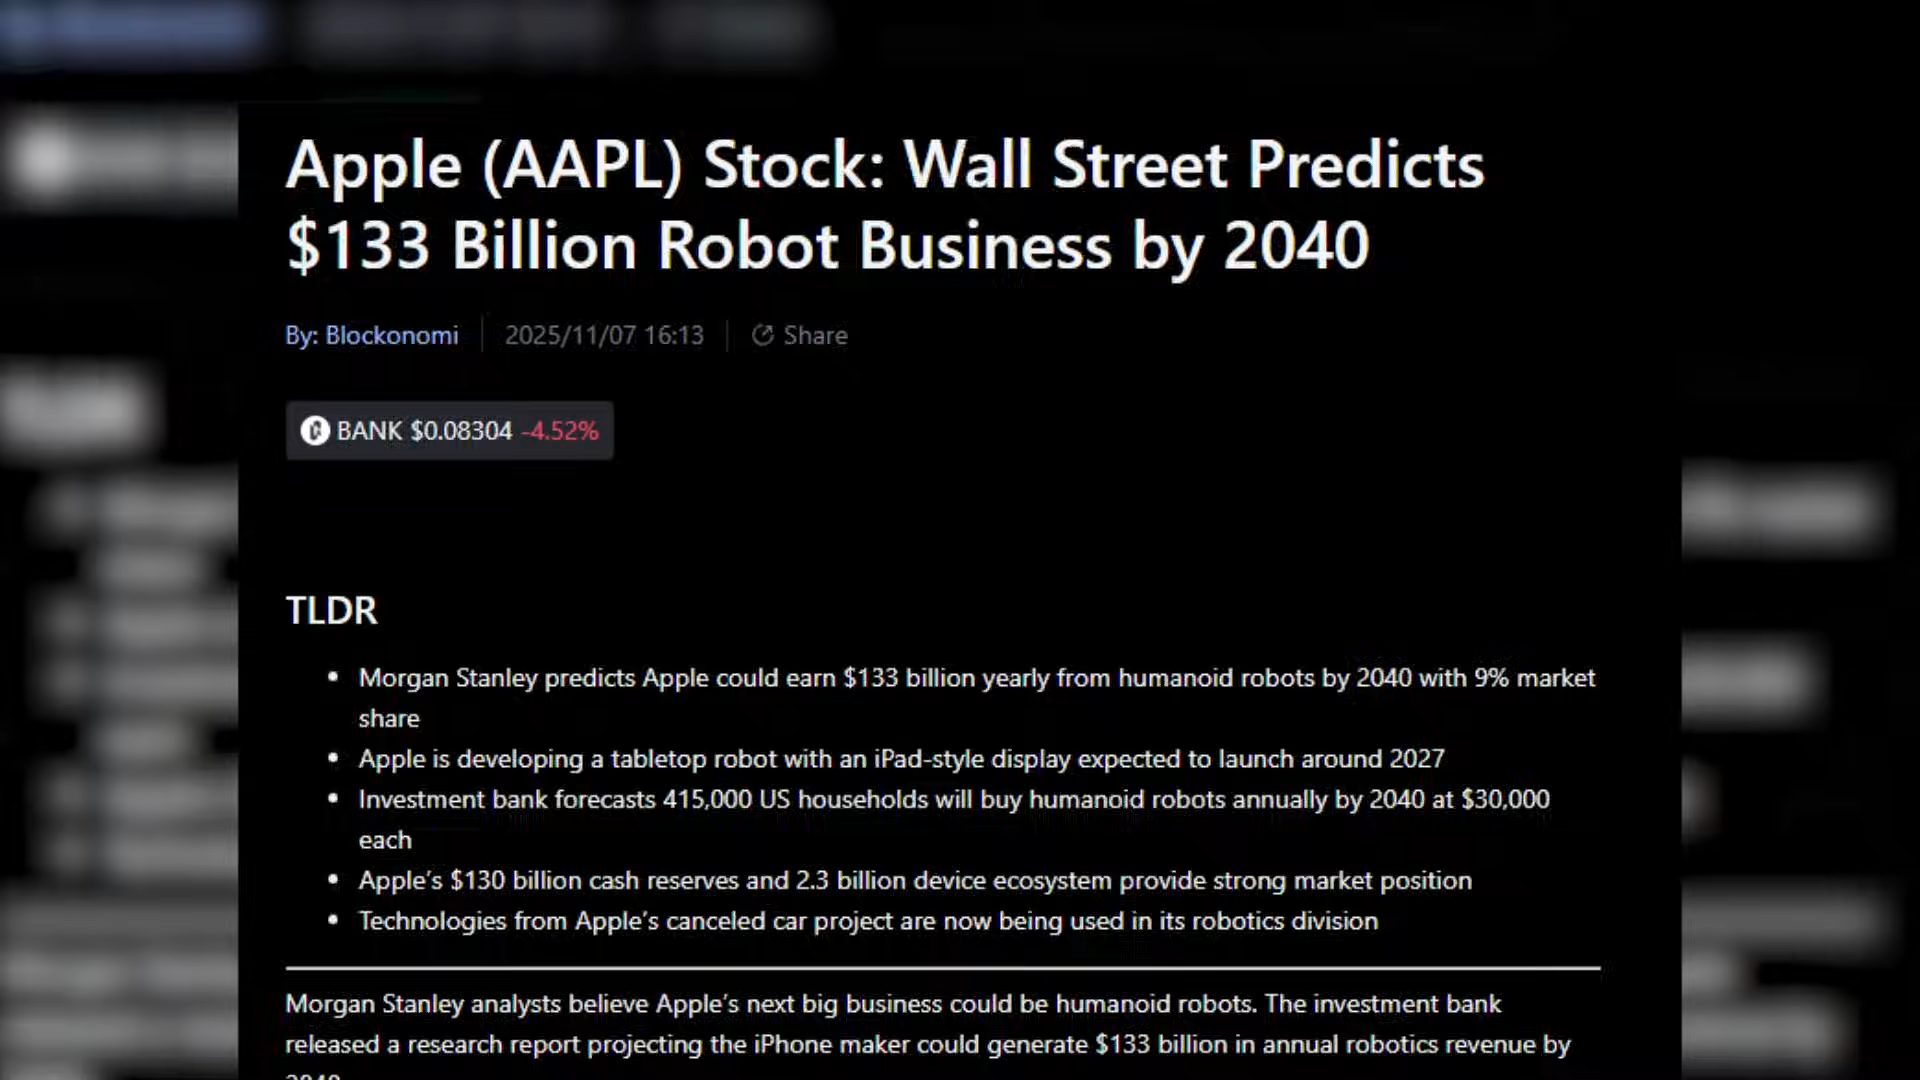 Apple (AAPL) Stock: Wall Street Predicts
$133 Billion Robot Business by 2040
By: Blockonomi 2025/11/07 16:13 Share
BANK $0.08304 -4.52%
TLDR
• Morgan Stanley predicts Apple could earn $133 billion yearly from humanoid robots by 2040 with 9% market
share
• Apple is developing a tabletop robot with an iPad-style display expected to launch around 2027
• Investment bank forecasts 415,000 US households will buy humanoid robots annually by 2040 at $30,000
each
• Apple’s $130 billion cash reserves and 2.3 billion device ecosystem provide strong market position
• Technologies from Apple’s canceled car project are now being used in its robotics division
Morgan Stanley analysts believe Apple’s next big business could be humanoid robots. The investment bank
released a research report projecting the iPhone maker could generate $133 billion in annual robotics revenue by